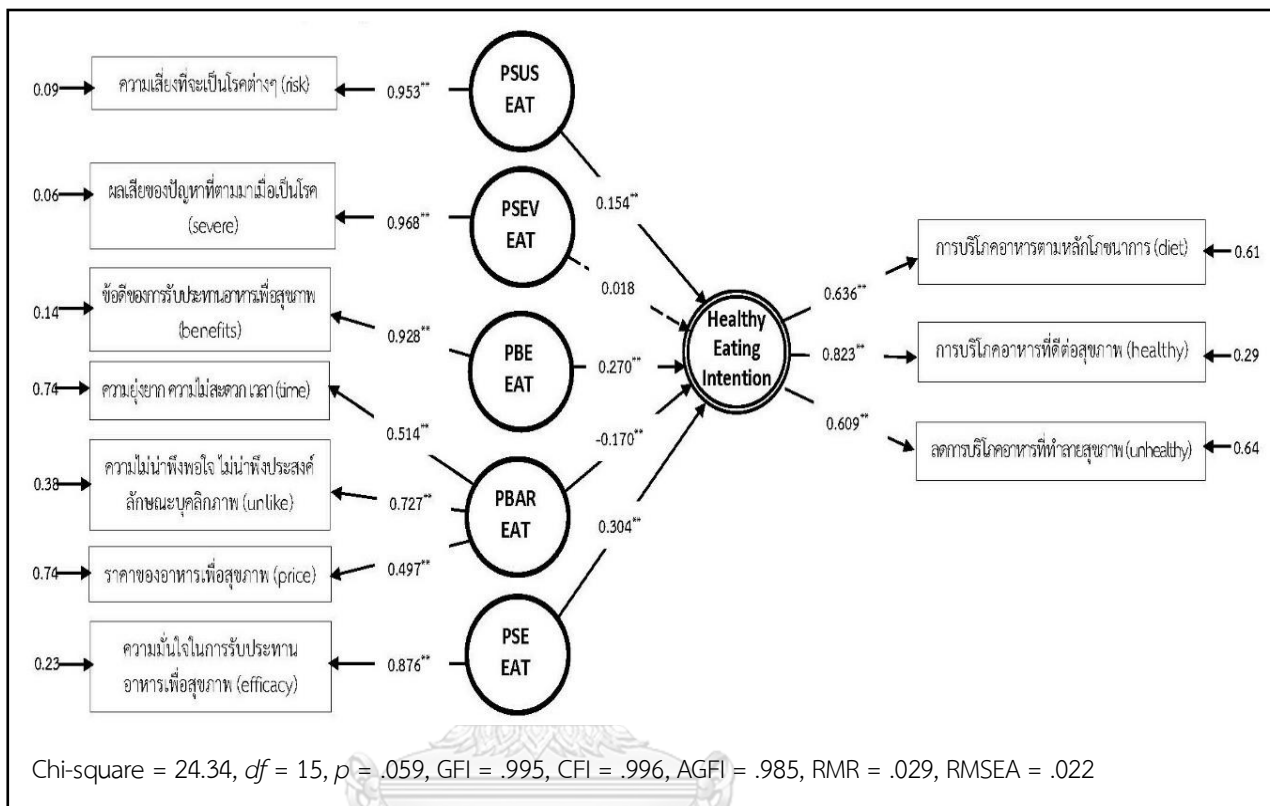 0.09
ความเสี่ยงที่จะเป็นโรคต่างๆ (risk)
0.953**
PSUS
EAT
0.154**
0.06
ผลเสียของปัญหาที่ตามมาเมื่อเป็นโรค
(severe)
0.968**
PSEV
EAT
0.018
0.14
ข้อดีของการรับประทานอาหารเพื่อสุขภาพ
(benefits)
0.928**
PBE
EAT
0.270**
0.74
ความยุ่งยาก ความไม่สะดวก เวลา (time)
0.514**
0.38
ความไม่น่าพึงพอใจ ไม่น่าพึงประสงค์
ลักษณะบุคลิกภาพ (unlike)
0.727**
PBAR
EAT
-0.170**
0.74
ราคาของอาหารเพื่อสุขภาพ (price)
0.497**
0.23
ความมั่นใจในการรับประทาน
อาหารเพื่อสุขภาพ (efficacy)
0.876**
PSE
EAT
0.304**
Healthy
Eating
Intention
0.636**
การบริโภคอาหารตามหลักโภชนาการ (diet)
0.61
0.823**
การบริโภคอาหารที่ดีต่อสุขภาพ (healthy)
0.29
0.609**
ลดการบริโภคอาหารที่ทำลายสุขภาพ (unhealthy)
0.64
Chi-square = 24.34, df = 15, p = .059, GFI = .995, CFI = .996, AGFI = .985, RMR = .029, RMSEA = .022